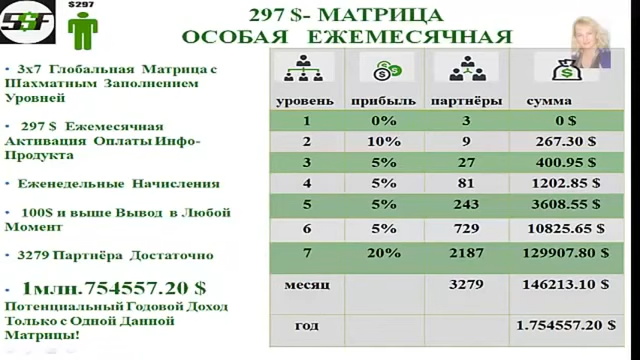 SSF
$297
297 $- МАТРИЦА
ОСОБАЯ ЕЖЕМЕСЯЧНАЯ
• 3x7 Глобальная Матрица с
Шахматным Заполнением
Уровней
• 297 $ Ежемесячная
Активация Оплаты Инфо-
Продукта
• Еженедельные Начисления
• 100$ и выше Вывод в Любой
Момент
• 3279 Партнёра Достаточно
• 1млн.754557.20 $
Потенциальный Годовой Доход
Только с Одной Данной
Матрицы!
уровень прибыль партнёры сумма
1 0% 3 0 $
2 10% 9 267.30 $
3 5% 27 400.95 $
4 5% 81 1202.85 $
5 5% 243 3608.55 $
6 5% 729 10825.65 $
7 20% 2187 129907.80 $
месяц 3279 146213.10 $
год 1.754557.20 $